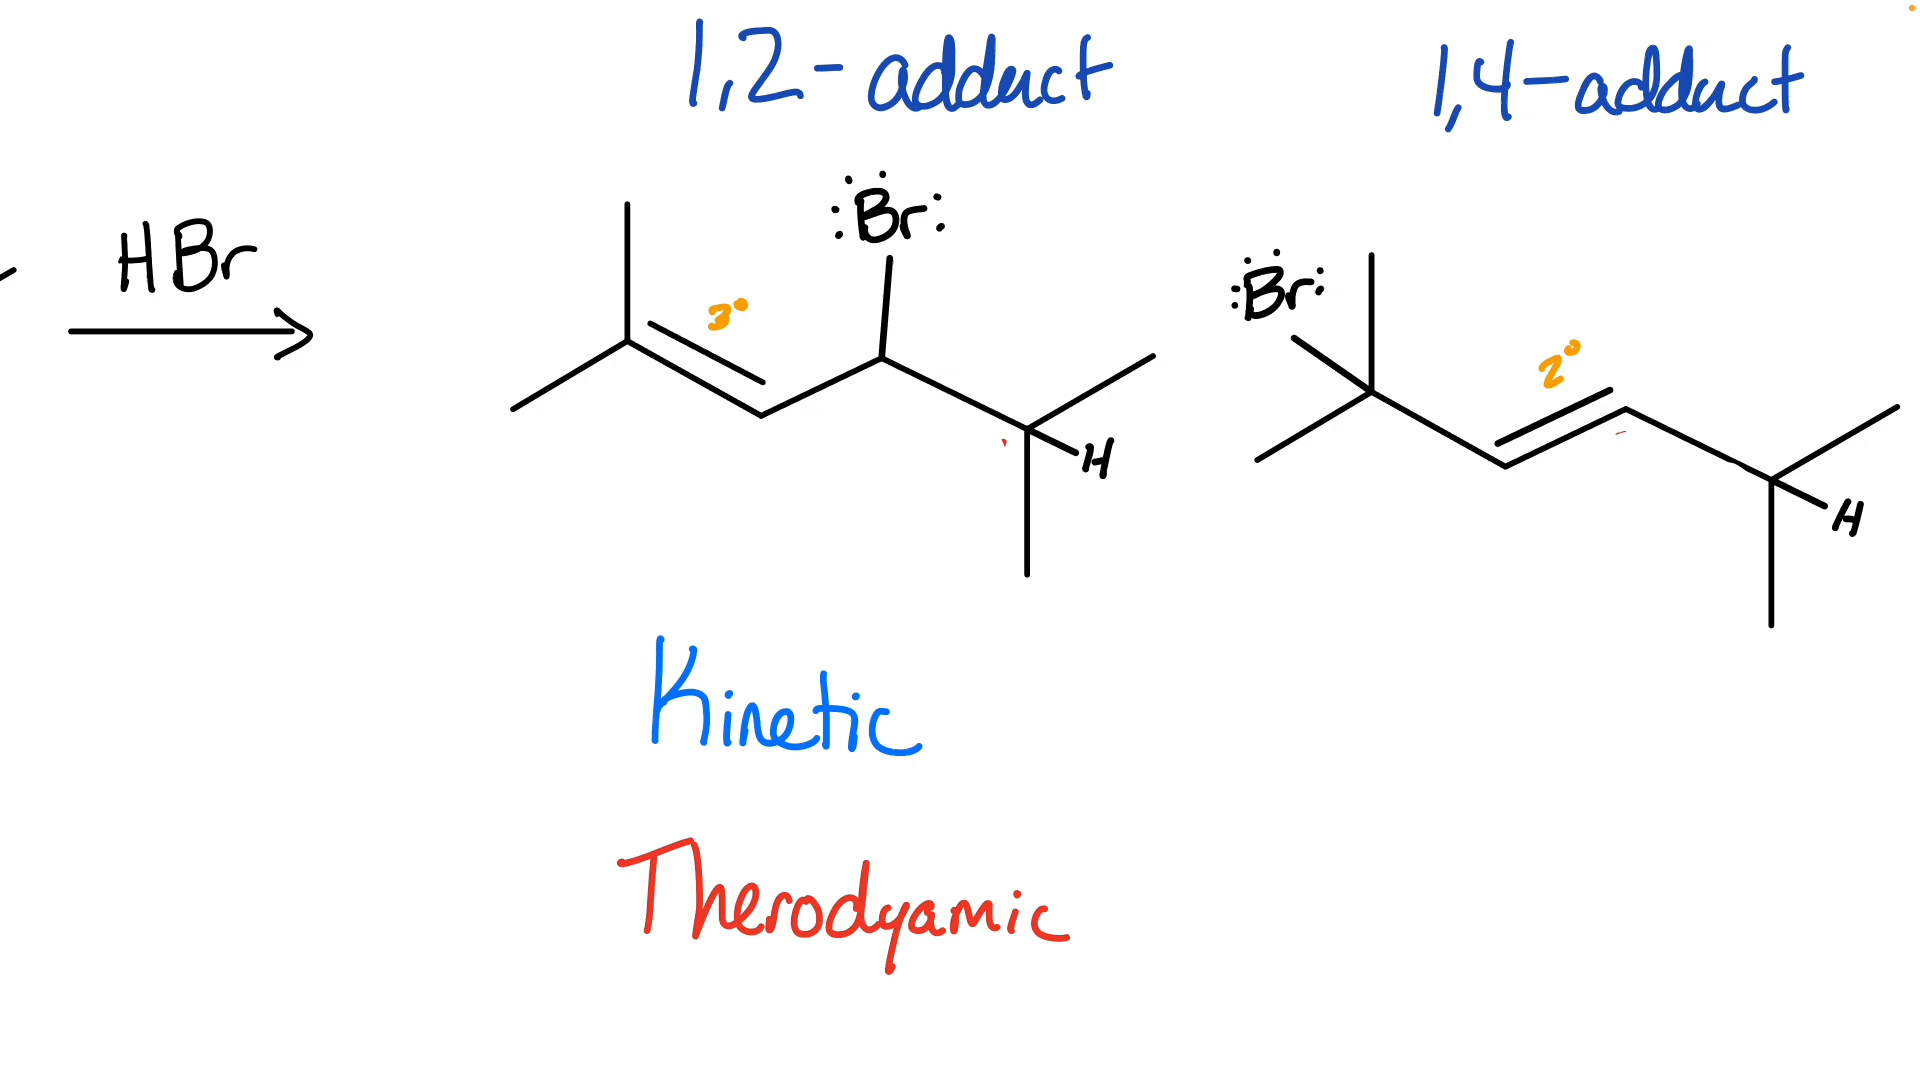 1,2-adduct
1,4-adduct
HBr
:Br:
3°
H
:Br:
2°
H
Kinetic
Therodyamic